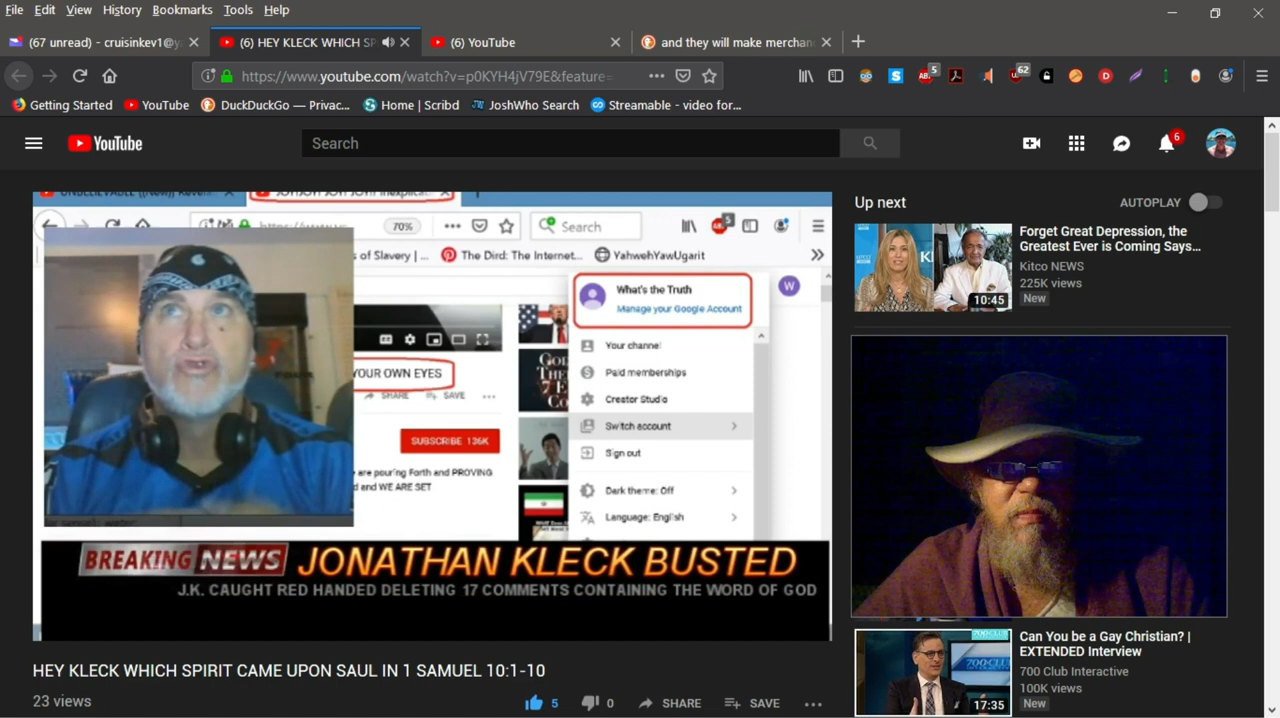 File Edit View History Bookmarks Tools Help
(67 unread) - cruisinkev1@y
(6) HEY KLECK WHICH SP
(6) YouTube
and they will make merchan
https://www.youtube.com/watch?v=p0KYH4jV79E&feature=
5
62
Getting Started
YouTube
DuckDuckGo — Privac...
Home | Scribd
JoshWho Search
Streamable - video for...
YouTube
Search
6
70%
Search
5
s of Slavery | ...
The Dird: The Internet...
YahwehYawUgarit
What's the Truth
Manage your Google Account
W
Your channel
Paid memberships
Creator Studio
Switch account
Sign out
Dark theme: Off
Language: English
YOUR OWN EYES
SHARE SAVE
SUBSCRIBE 136K
are pouring Forth and PROVING
d and WE ARE SET
BREAKING NEWS JONATHAN KLECK BUSTED
J.K. CAUGHT RED HANDED DELETING 17 COMMENTS CONTAINING THE WORD OF GOD
HEY KLECK WHICH SPIRIT CAME UPON SAUL IN 1 SAMUEL 10:1-10
23 views
5 0 SHARE SAVE
Up next
AUTOPLAY
Forget Great Depression, the
Greatest Ever is Coming Says...
Kitco NEWS
225K views
New
10:45
Can You be a Gay Christian? |
EXTENDED Interview
700 Club Interactive
100K views
New
700 CLUB
17:35